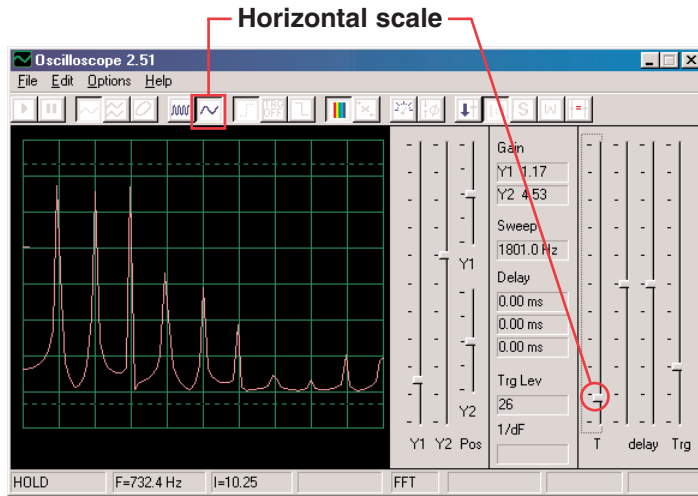 Horizontal scale
Oscilloscope 2.51
File Edit Options Help
TRG OFF
S
Gain
Y1 1.17
Y2 4.53
Sweep
1801.0 Hz
Y1
Delay
0.00 ms
0.00 ms
0.00 ms
Trg Lev
26
Y2
1/dF
Y1 Y2 Pos
T delay Trg
HOLD F=732.4 Hz I=10.25 FFT